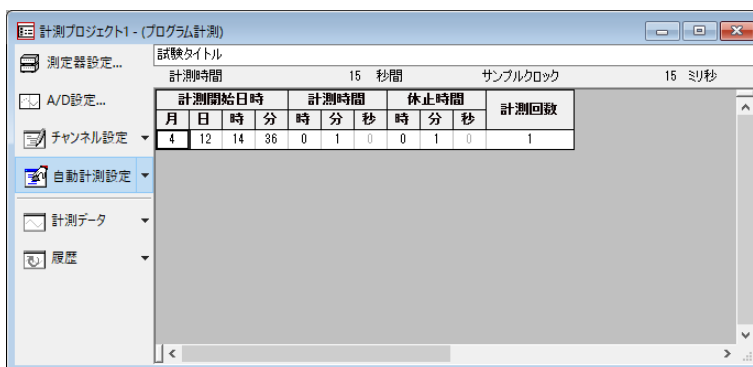 計測プロジェクト1 - (プログラム計測)
測定器設定...
A/D設定...
チャンネル設定
自動計測設定
計測データ
履歴
試験タイトル
計測時間 15 秒間 サンプルクロック 15 ミリ秒
計測開始日時 計測時間 休止時間 計測回数
月 日 時 分 時 分 秒 時 分 秒
4 12 14 36 0 1 0 0 1 0 1